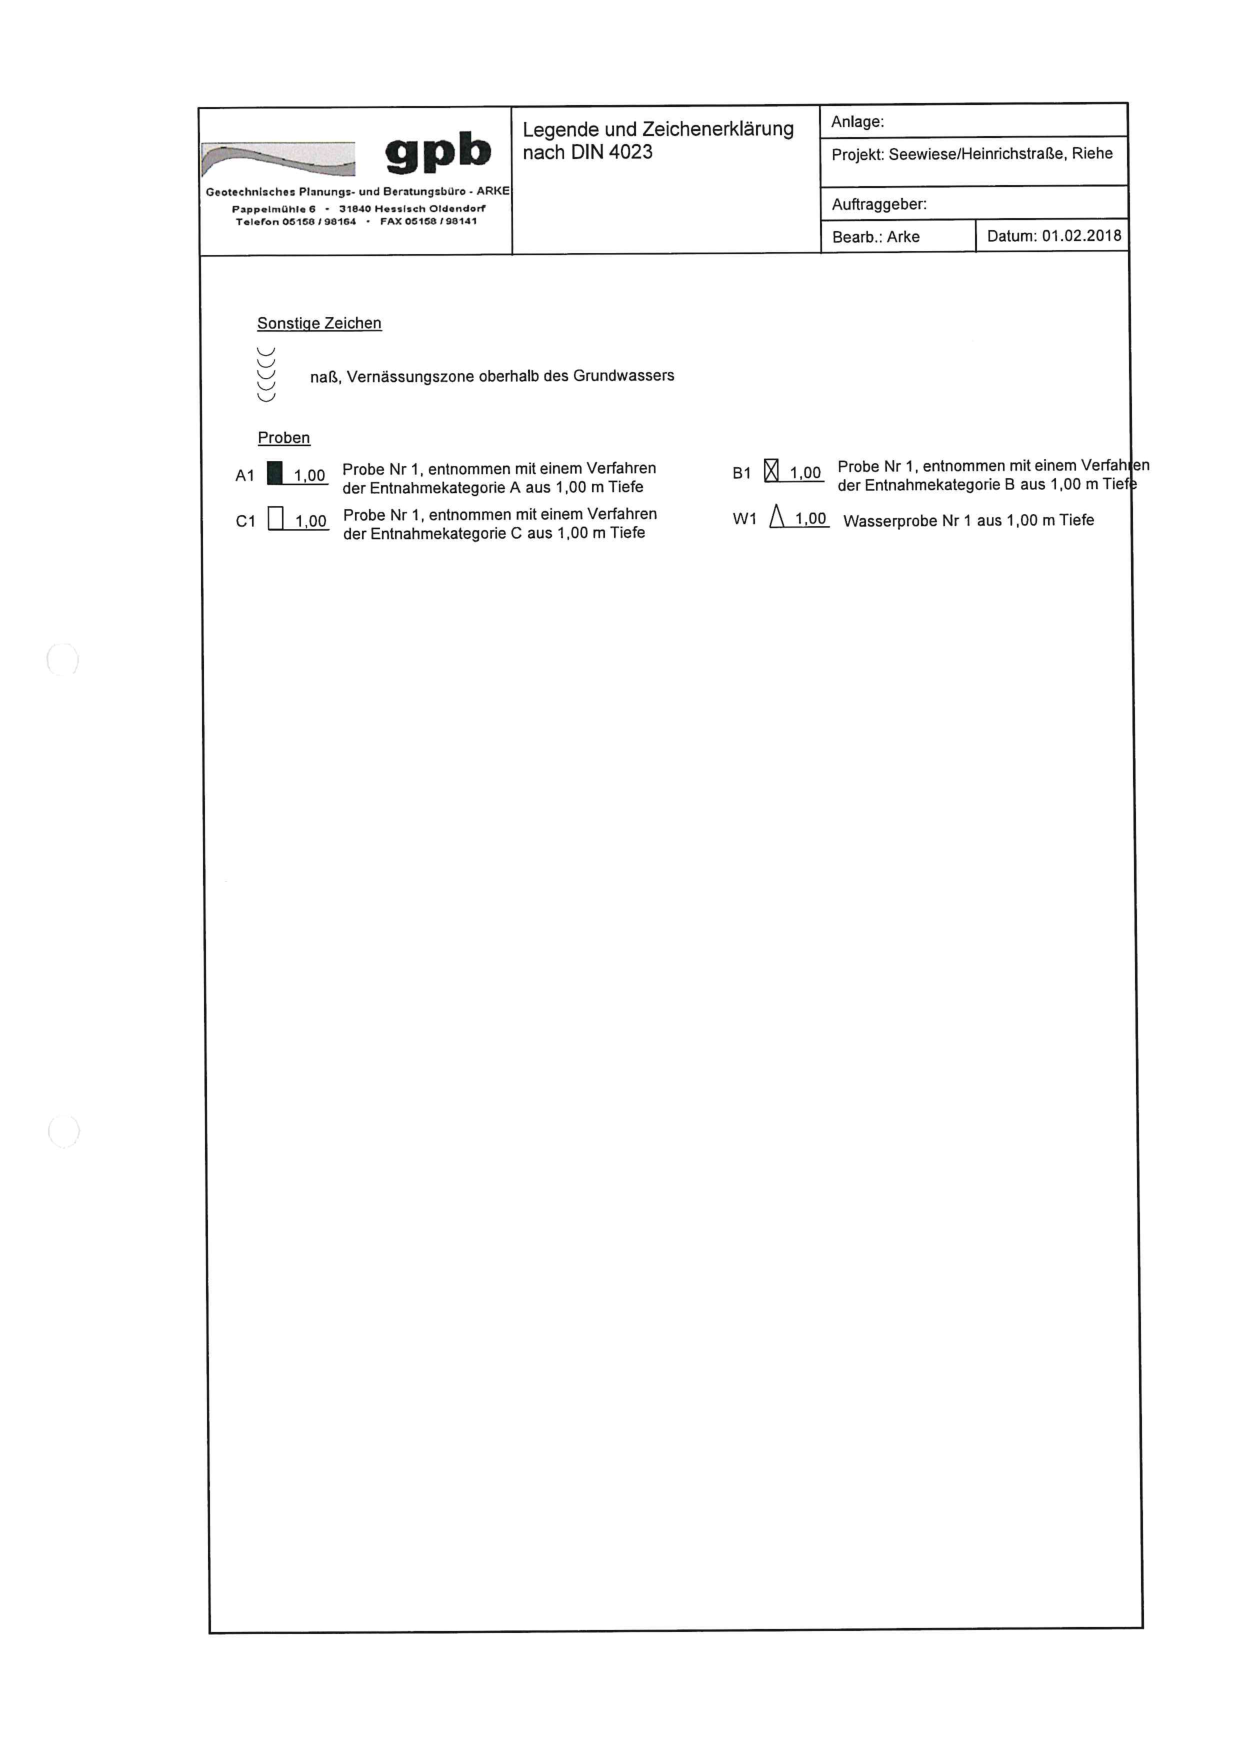 gpb
Geotechnisches Planungs- und Beratungsbüro - ARKE
Pappelmühle 6 - 31840 Hessisch Oldendorf
Telefon 05158 / 98164 - FAX 05158 / 98141
Legende und Zeichenerklärung
nach DIN 4023
Anlage:
Projekt: Seewiese/Heinrichstraße, Riehe
Auftraggeber:
Bearb.: Arke
Datum: 01.02.2018
Sonstige Zeichen
naß, Vernässungszone oberhalb des Grundwassers
Proben
A1 1,00 Probe Nr 1, entnommen mit einem Verfahren
der Entnahmekategorie A aus 1,00 m Tiefe
B1 1,00 Probe Nr 1, entnommen mit einem Verfahren
der Entnahmekategorie B aus 1,00 m Tiefe
C1 1,00 Probe Nr 1, entnommen mit einem Verfahren
der Entnahmekategorie C aus 1,00 m Tiefe
W1 1,00 Wasserprobe Nr 1 aus 1,00 m Tiefe